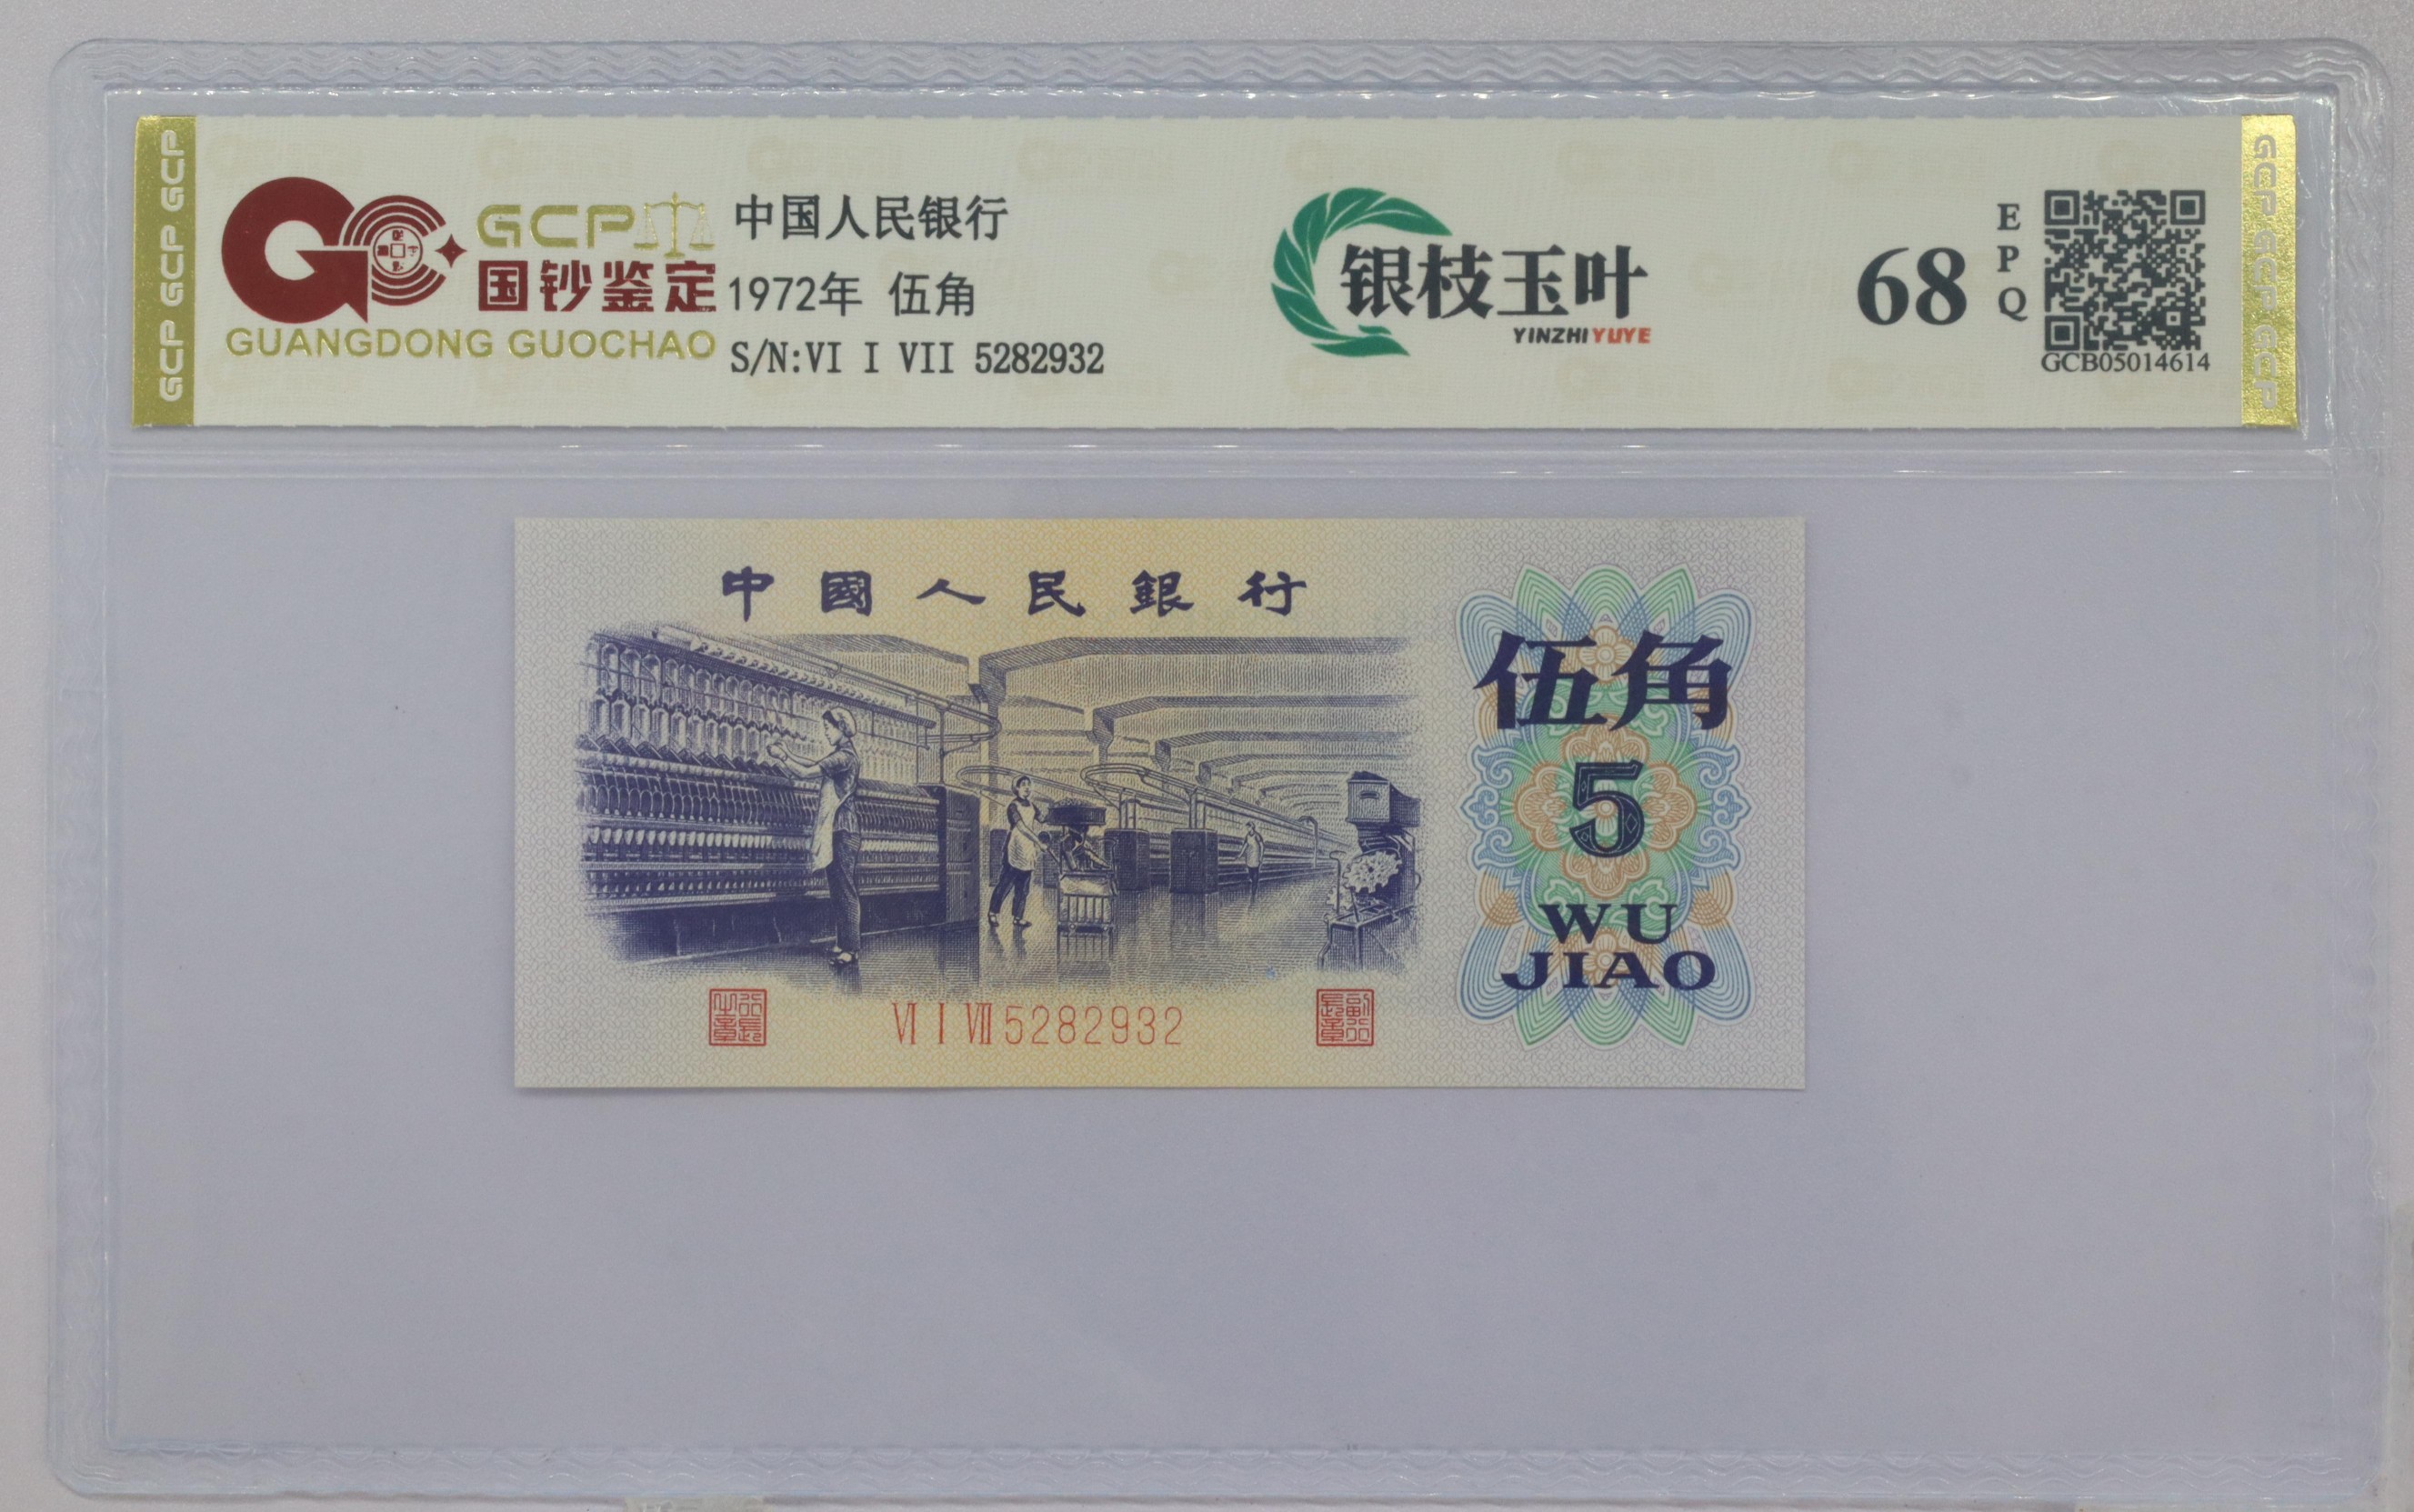 GCP GCP GCP
GCP
国钞鉴定
GUANGDONG GUOCHAO
中国人民银行
1972年 伍角
S/N:VI I VII 5282932
银枝玉叶
YINZHIYUYE
68
E
P
Q
GCB05014614
GCP GCP GCP
中國人民銀行
伍角
5
WU
JIAO
VI I VII 5282932